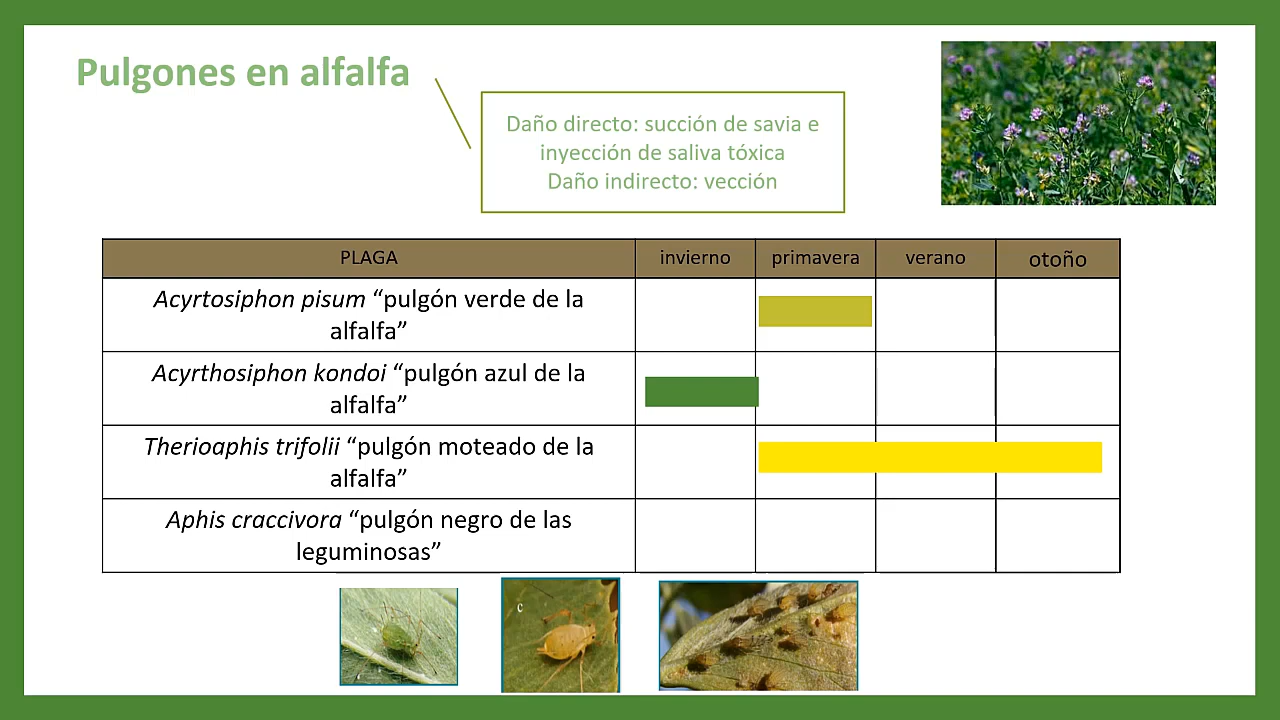 Pulgones en alfalfa
Daño directo: succión de savia e
inyección de saliva tóxica
Daño indirecto: vección
PLAGA invierno primavera verano otoño
Acyrtosiphon pisum “pulgón verde de la
alfalfa”
Acyrthosiphon kondoi “pulgón azul de la
alfalfa”
Therioaphis trifolii “pulgón moteado de la
alfalfa”
Aphis craccivora “pulgón negro de las
leguminosas”
c